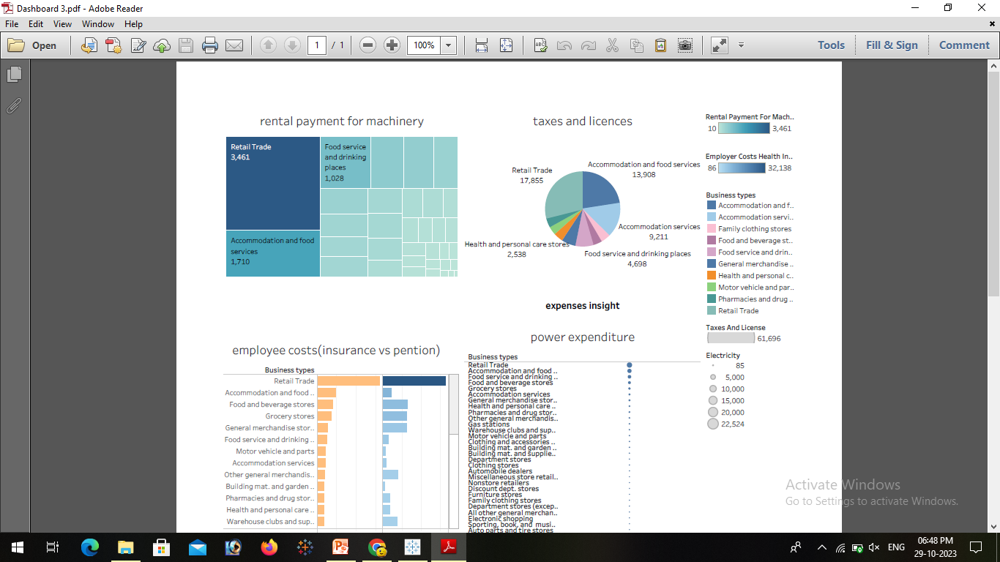 Dashboard 3.pdf - Adobe Reader
File Edit View Window Help
Open
1 / 1
100%
Tools
Fill & Sign
Comment
rental payment for machinery
Retail Trade
3,461
Food service
and drinking
places
1,028
Accommodation and food
services
1,710
taxes and licences
Accommodation and food services
13,908
Retail Trade
17,855
Accommodation services
9,211
Health and personal care stores
2,538
Food service and drinking places
4,698
Rental Payment For Mach..
10 3,461
Employer Costs Health In..
86 32,138
Business types
Accommodation and f..
Accommodation servi..
Family clothing stores
Food and beverage st..
Food service and drin..
General merchandise ..
Health and personal c..
Motor vehicle and par..
Pharmacies and drug ..
Retail Trade
Taxes And License
61,696
Electricity
85
5,000
10,000
15,000
20,000
22,524
expenses insight
employee costs(insurance vs pention)
Business types
Retail Trade
Accommodation and food ..
Food and beverage stores
Grocery stores
General merchandise stor..
Food service and drinking ..
Motor vehicle and parts
Accommodation services
Other general merchandis..
Building mat. and garden ..
Pharmacies and drug stor..
Health and personal care ..
Warehouse clubs and sup..
power expenditure
Business types
Retail Trade
Accommodation and food ..
Food service and drinking ..
Food and beverage stores
Grocery stores
Accommodation services
General merchandise stor..
Health and personal care ..
Pharmacies and drug stor..
Other general merchandis..
Gas stations
Warehouse clubs and sup..
Motor vehicle and parts
Clothing and accessories ..
Building mat. and garden ..
Building mat. and supplie..
Department stores
Clothing stores
Automobile dealers
Miscellaneous store retail..
Nonstore retailers
Discount dept. stores
Furniture stores
Family clothing stores
Department stores (excep..
All other general merchan..
Electronic shopping
Sporting, book, and musi..
Auto parts and tire stores
Activate Windows
Go to Settings to activate Windows.
ENG
06:48 PM
29-10-2023